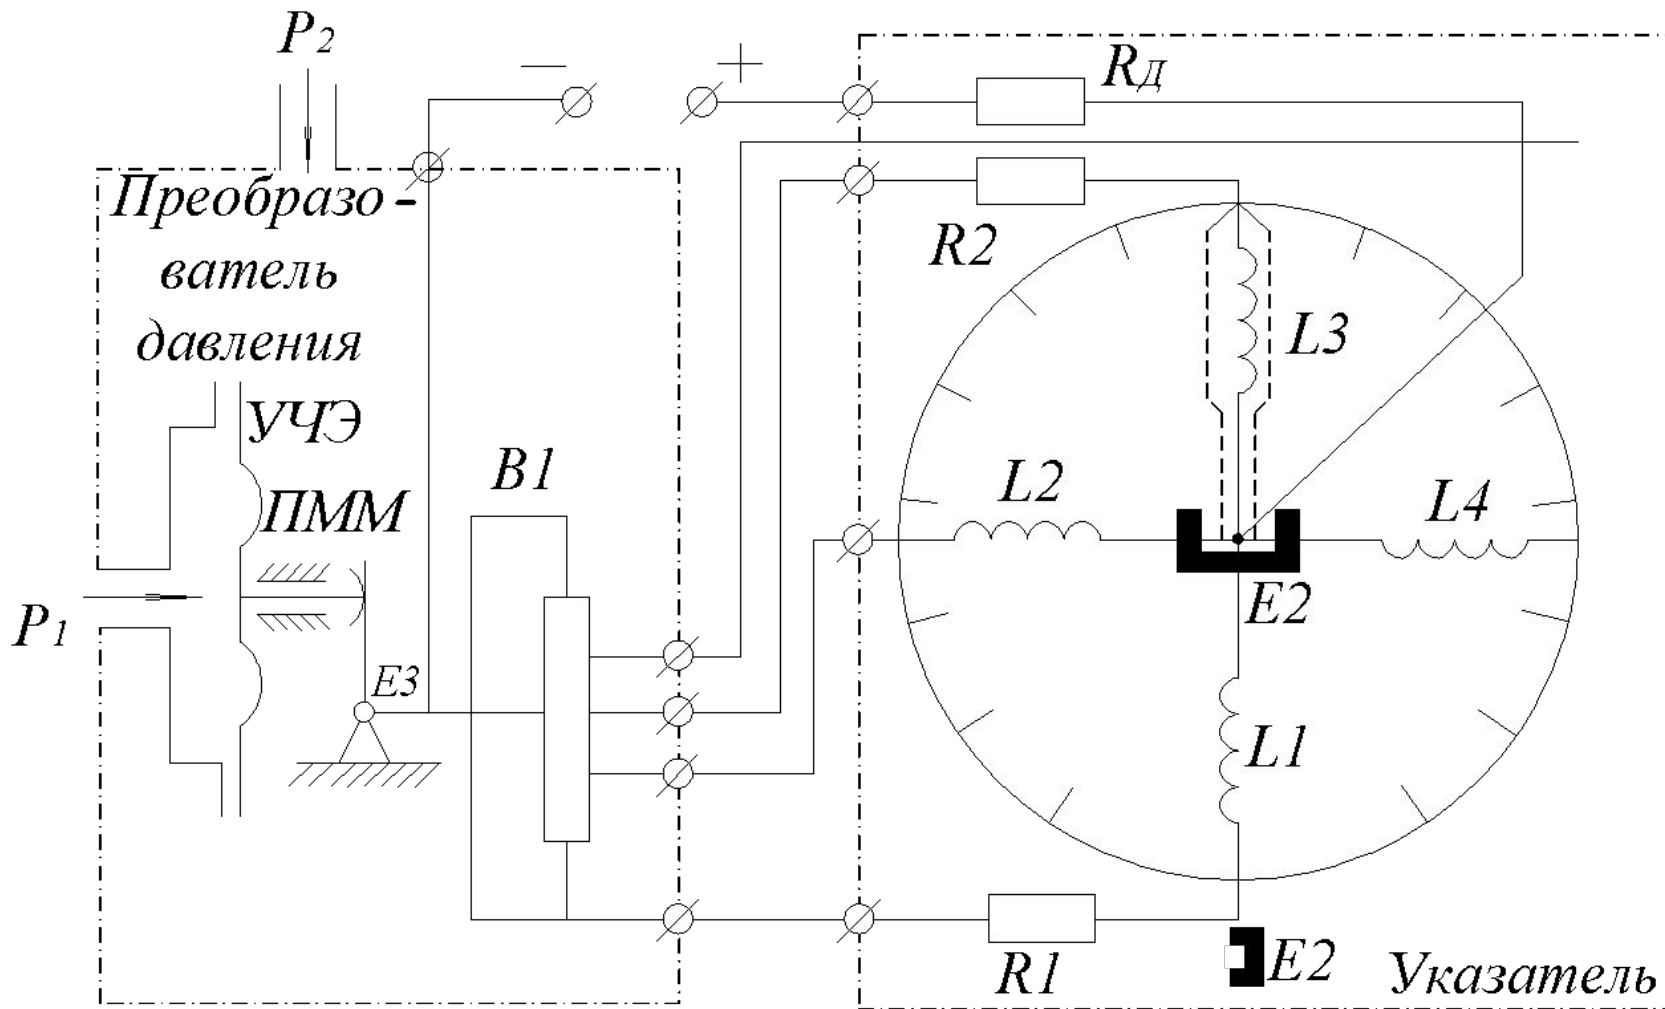 P2
— +
RД
Преобразо -
ватель
давления
R2
L3
УЧЭ
B1
L2
L4
ПММ
P1
E2
E3
L1
R1
E2
Указатель